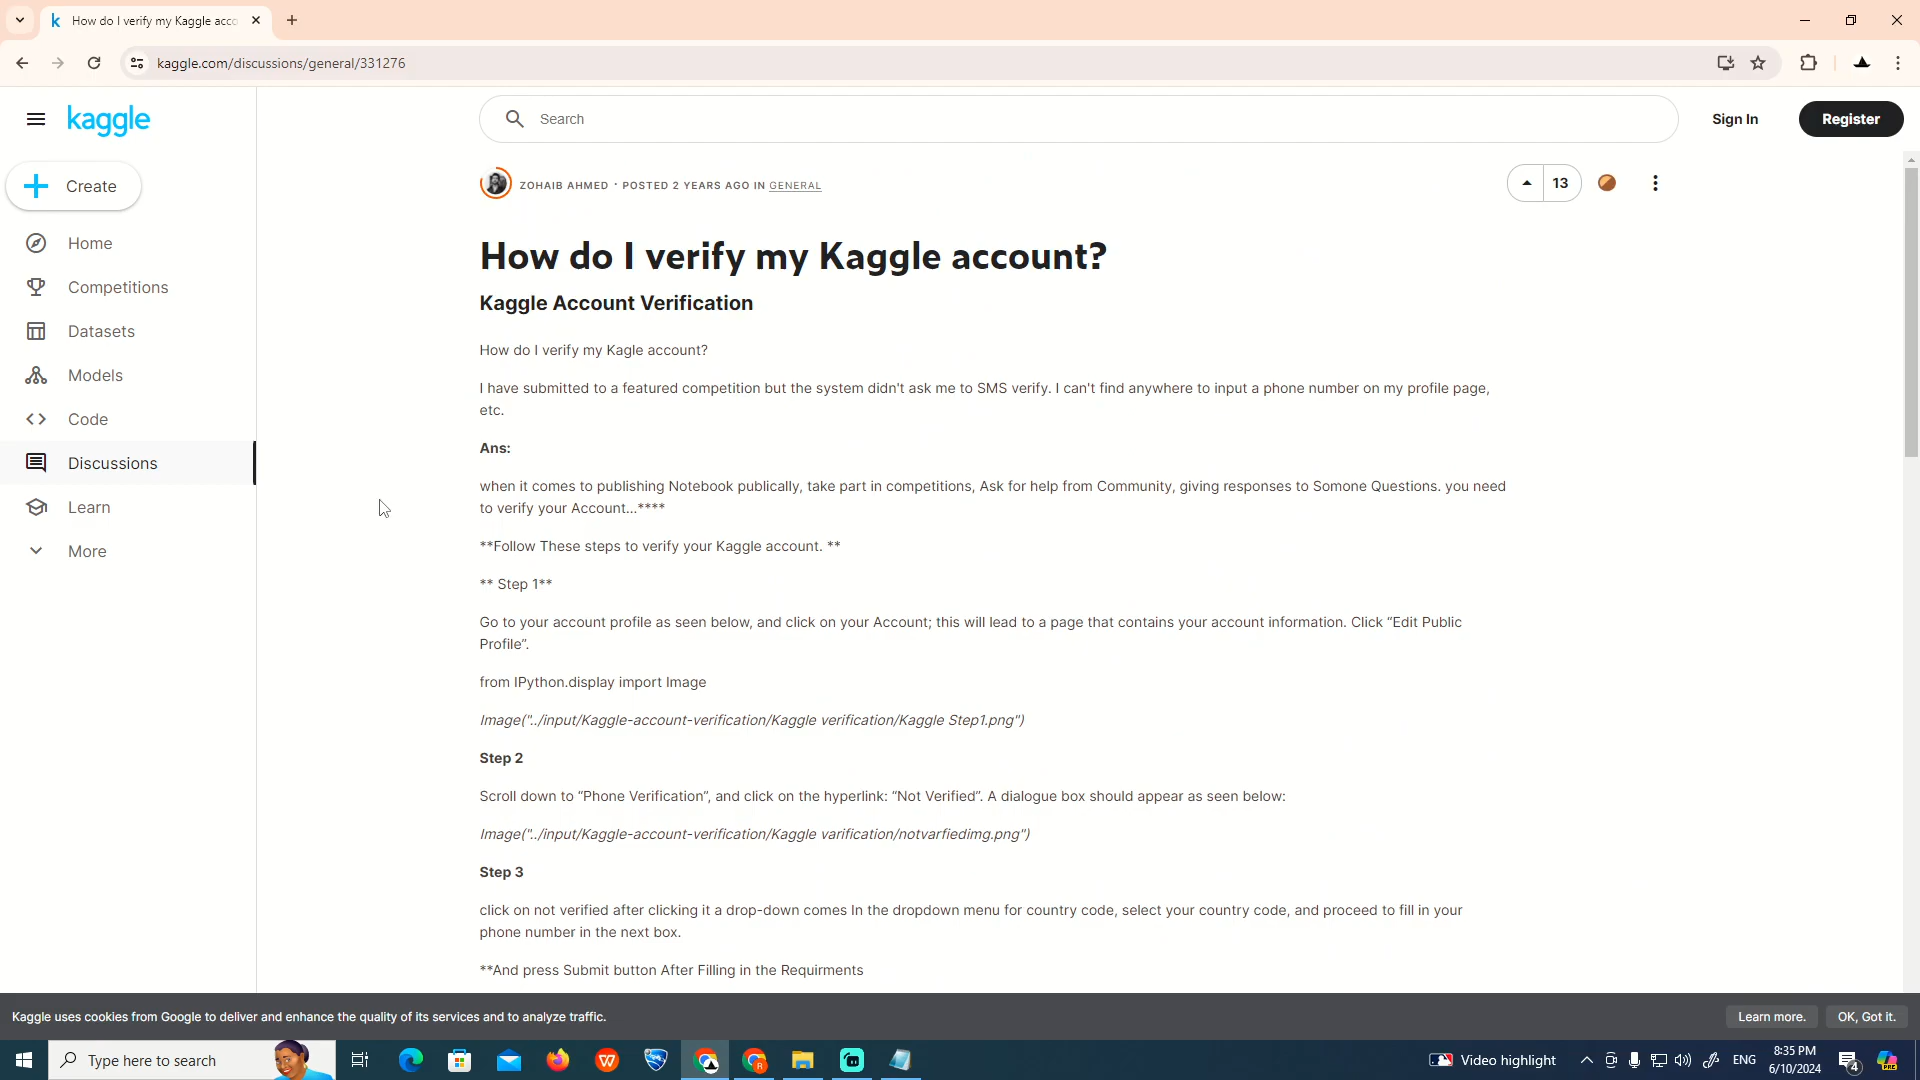 How do I verify my Kaggle acco
kaggle.com/discussions/general/331276
kaggle
Search
Sign In
Register
Create
Home
Competitions
Datasets
Models
Code
Discussions
Learn
More
ZOHAIB AHMED · POSTED 2 YEARS AGO IN GENERAL
13
How do I verify my Kaggle account?
Kaggle Account Verification
How do I verify my Kagle account?
I have submitted to a featured competition but the system didn't ask me to SMS verify. I can't find anywhere to input a phone number on my profile page,
etc.
Ans:
when it comes to publishing Notebook publically, take part in competitions, Ask for help from Community, giving responses to Somone Questions. you need
to verify your Account...****
**Follow These steps to verify your Kaggle account. **
** Step 1**
Go to your account profile as seen below, and click on your Account; this will lead to a page that contains your account information. Click “Edit Public
Profile”.
from IPython.display import Image
Image("../input/Kaggle-account-verification/Kaggle verification/Kaggle Step1.png")
Step 2
Scroll down to “Phone Verification”, and click on the hyperlink: “Not Verified”. A dialogue box should appear as seen below:
Image("../input/Kaggle-account-verification/Kaggle varification/notvarfiedimg.png")
Step 3
click on not verified after clicking it a drop-down comes In the dropdown menu for country code, select your country code, and proceed to fill in your
phone number in the next box.
**And press Submit button After Filling in the Requirments
Kaggle uses cookies from Google to deliver and enhance the quality of its services and to analyze traffic.
Learn more.
OK, Got it.
Type here to search
Video highlight
ENG
8:35 PM
6/10/2024
4